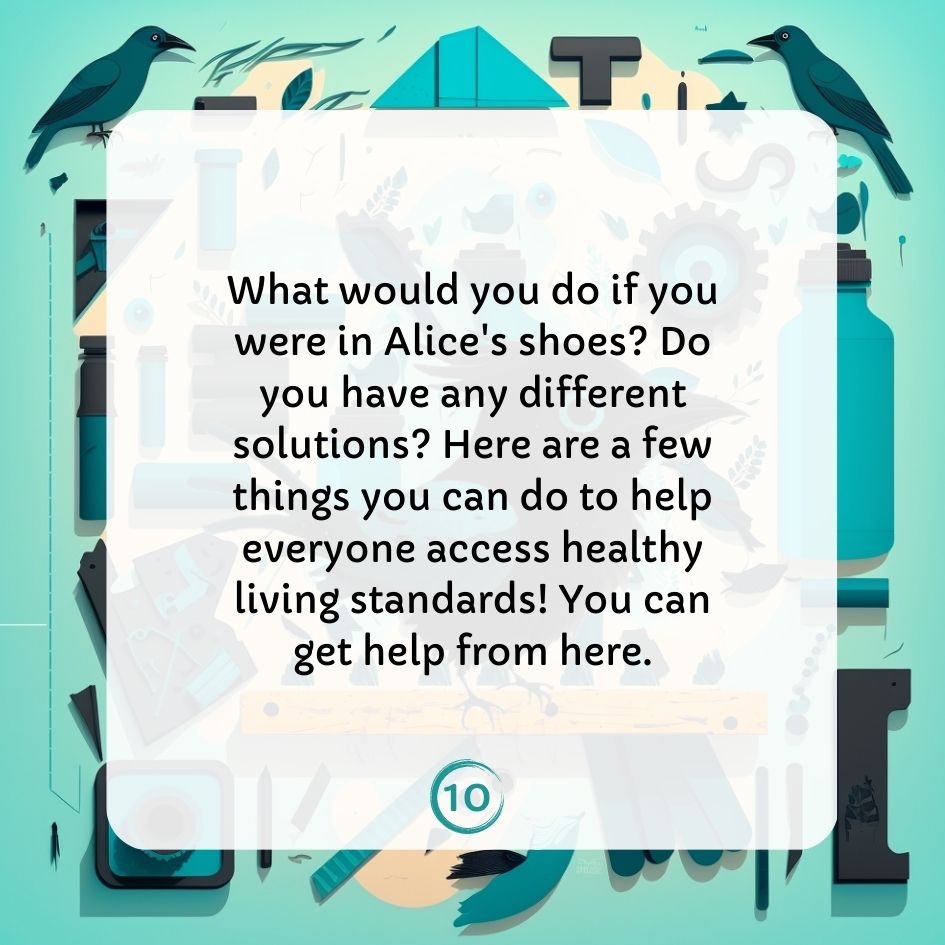 What would you do if you
were in Alice's shoes? Do
you have any different
solutions? Here are a few
things you can do to help
everyone access healthy
living standards! You can
get help from here.
10